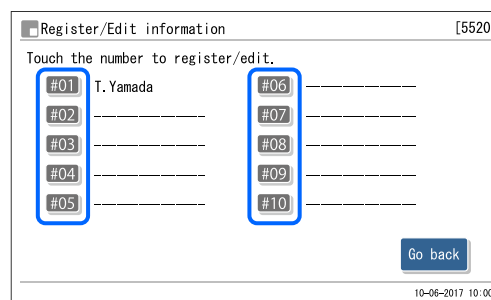 Register/Edit information [5520
Touch the number to register/edit.
#01 T.Yamada #06
#02 #07
#03 #08
#04 #09
#05 #10
Go back
10-06-2017 10:00